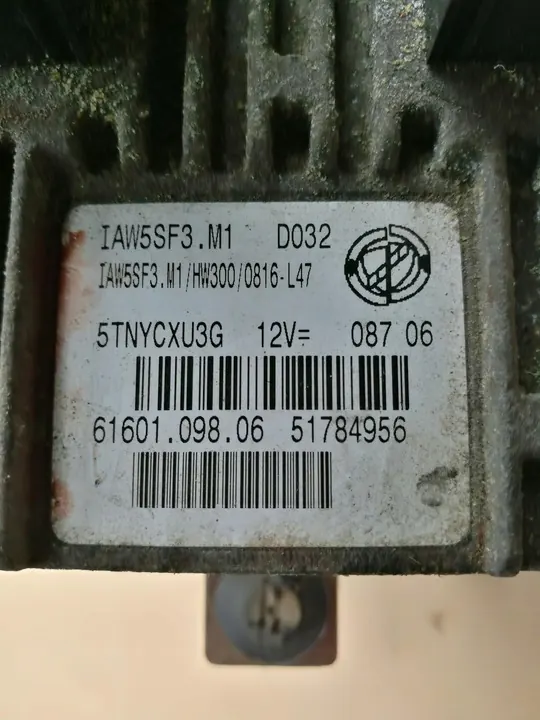 IAW5SF3.M1 D032
IAW5SF3.M1/HW300/0816-L47
5TNYCXU3G 12V= 087 06
61601.098.06 51784956